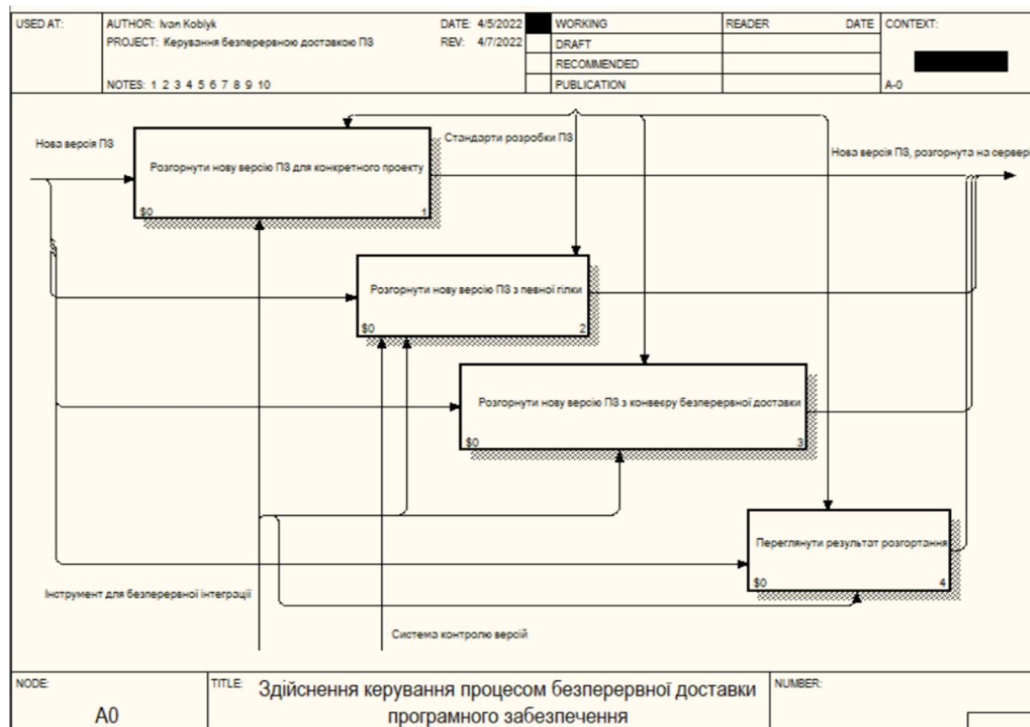 USED AT:
AUTHOR: Ivan Koblyk
DATE: 4/5/2022
WORKING
READER
DATE
CONTEXT:
PROJECT: Керування безперервною доставкою ПЗ
REV: 4/7/2022
DRAFT
RECOMMENDED
NOTES: 1 2 3 4 5 6 7 8 9 10
PUBLICATION
A-0
Нова версія ПЗ
Стандарти розробки ПЗ
Нова версія ПЗ, розгорнута на сервері
Розгорнути нову версію ПЗ для конкретного проекту
$0
1
Розгорнути нову версію ПЗ з певної гілки
$0
2
Розгорнути нову версію ПЗ з конвеєру безперервної доставки
$0
3
Переглянути результат розгортання
$0
4
Інструмент для безперервної інтеграції
Система контролю версій
NODE:
A0
TITLE:
Здійснення керування процесом безперервної доставки
програмного забезпечення
NUMBER: